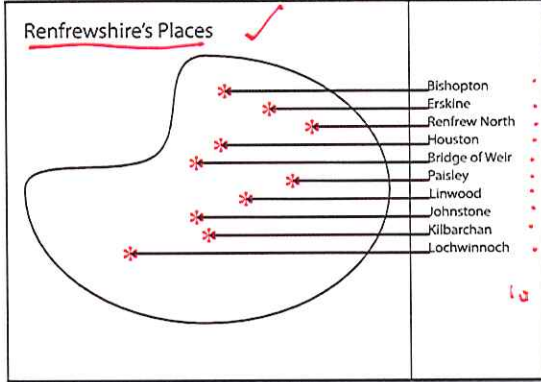 Renfrewshire's Places
Bishopton
Erskine
Renfrew North
Houston
Bridge of Weir
Paisley
Linwood
Johnstone
Kilbarchan
Lochwinnoch